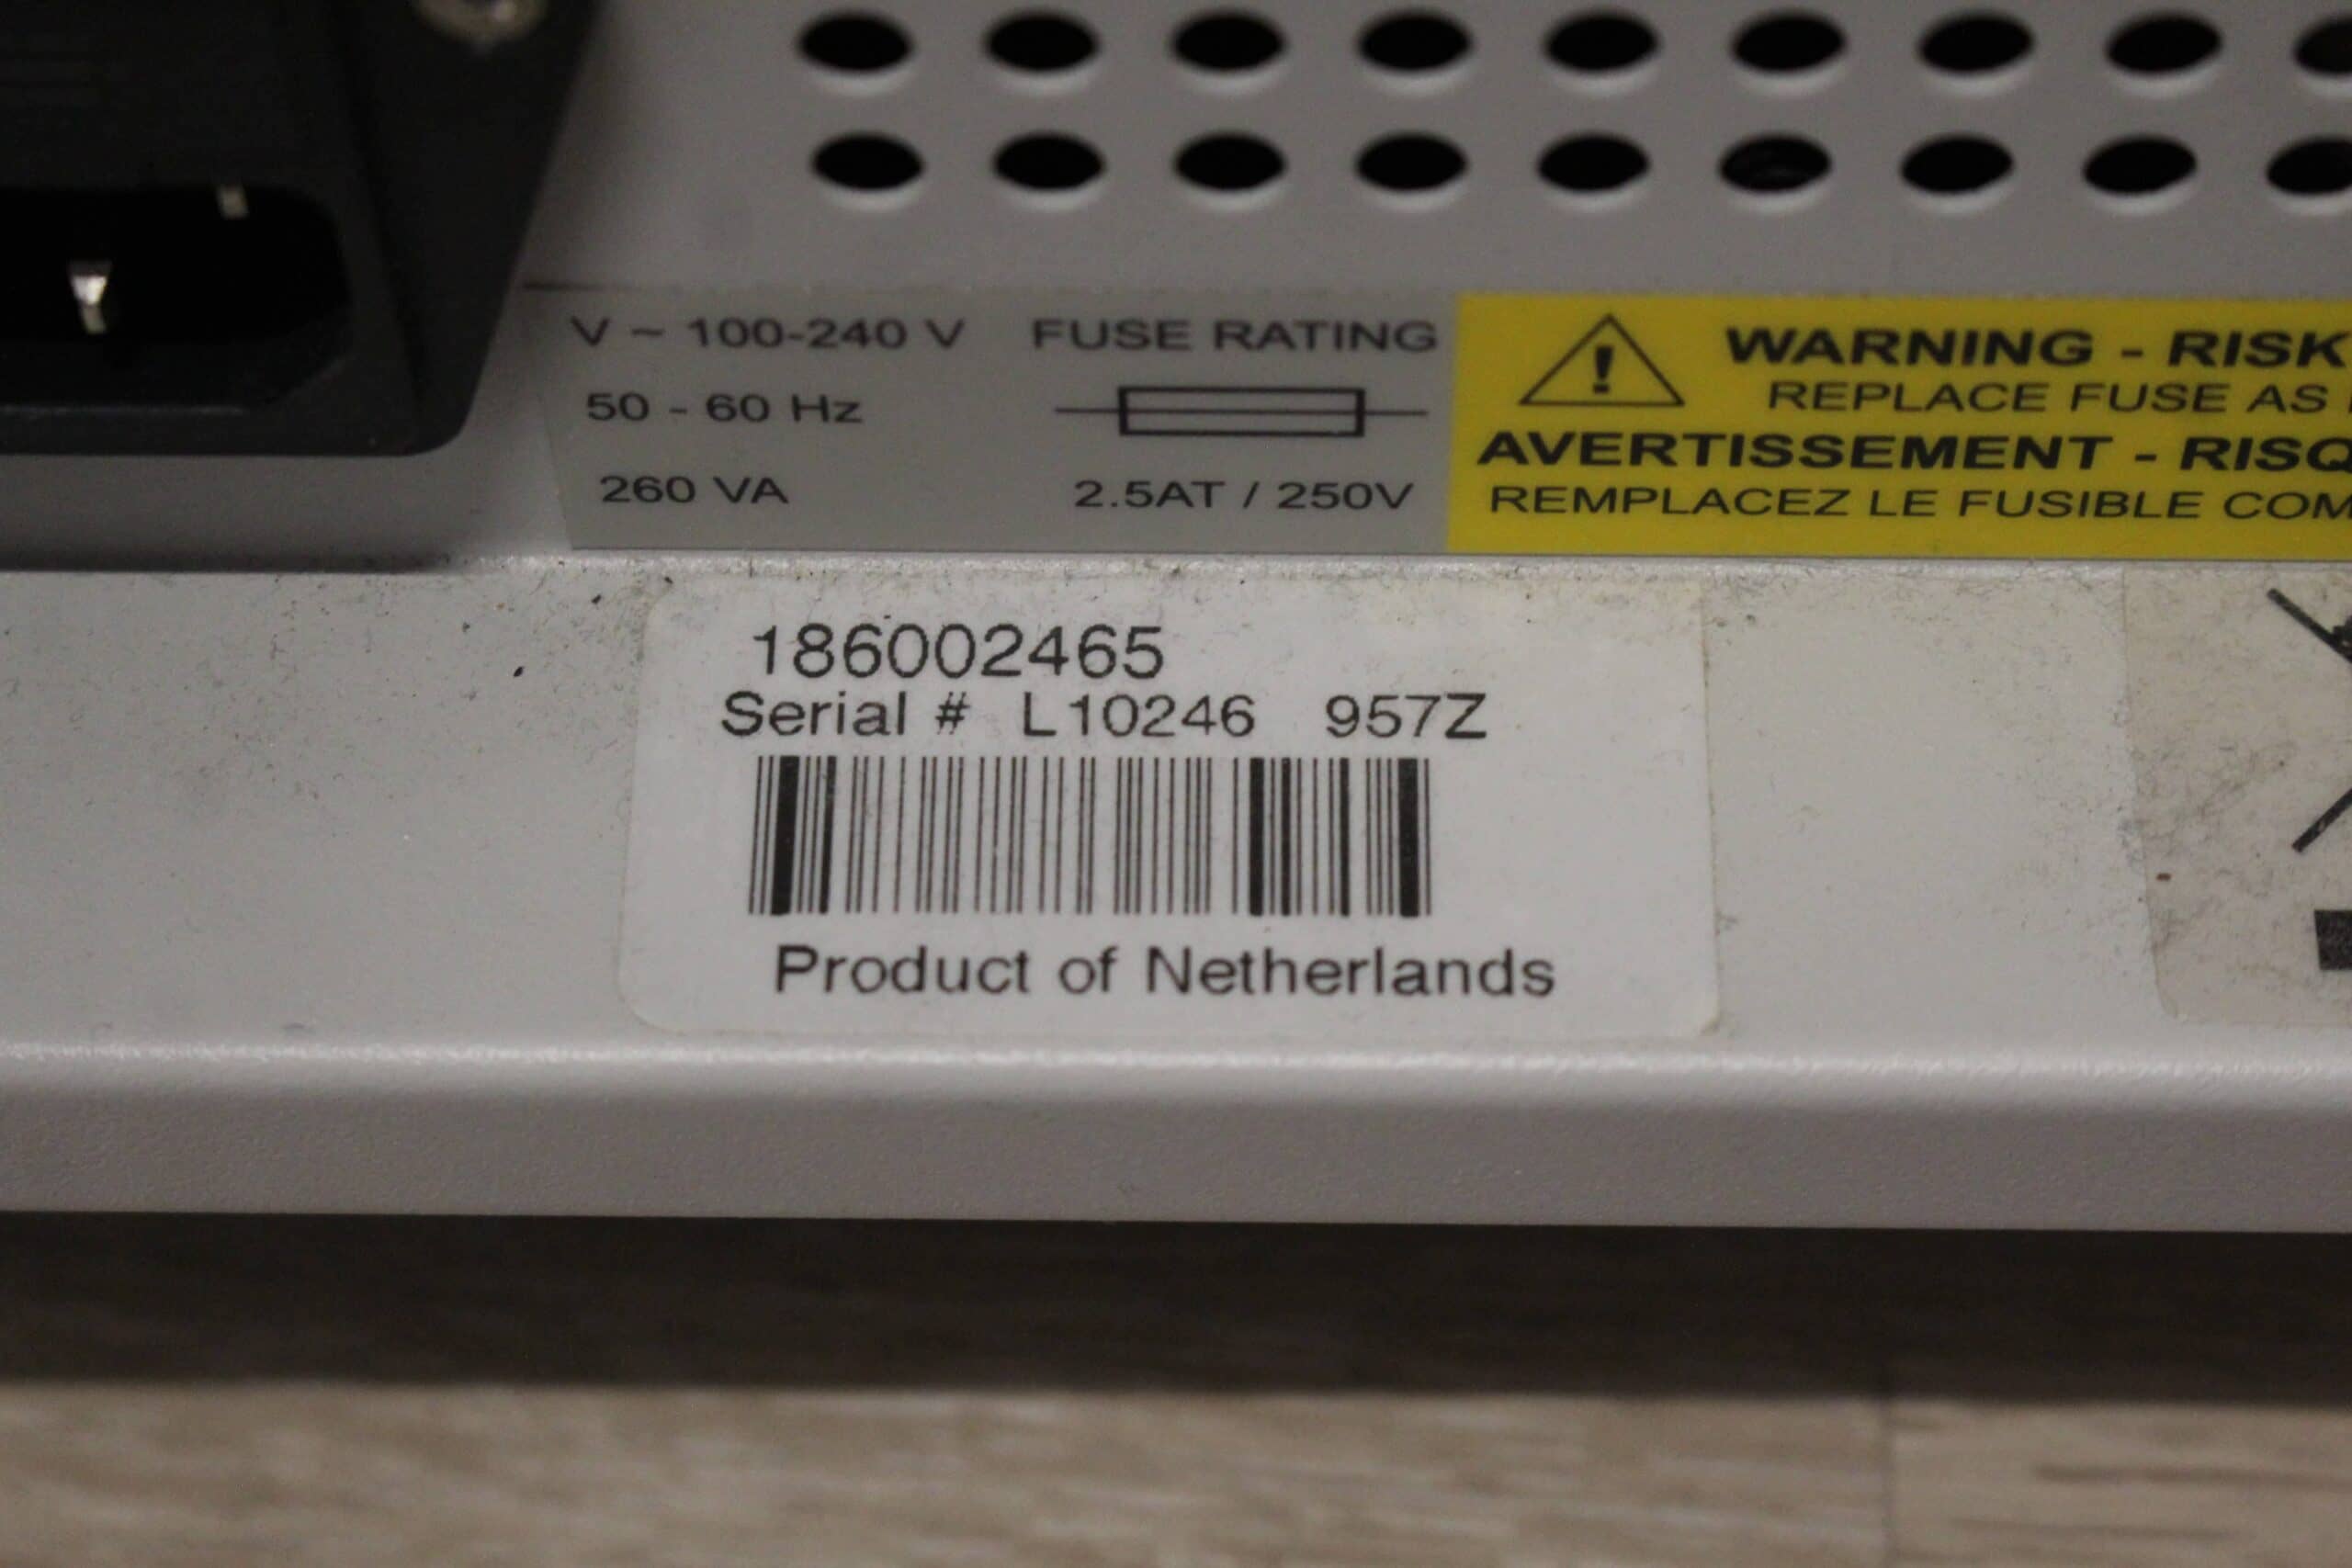 V ~ 100-240 V FUSE RATING
50 - 60 Hz
260 VA 2.5AT / 250V
WARNING - RISK
REPLACE FUSE AS
AVERTISSEMENT - RISQ
REMPLACEZ LE FUSIBLE COM
186002465
Serial # L10246 957Z
Product of Netherlands